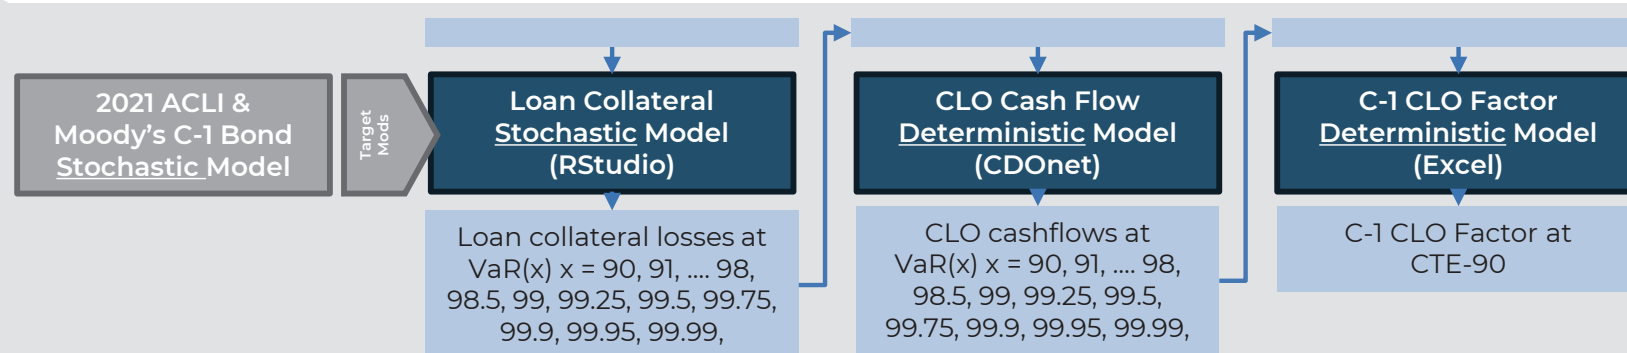 2021 ACLI &
Moody's C-1 Bond
Stochastic Model
Target
Mods
Loan Collateral
Stochastic Model
(RStudio)
Loan collateral losses at
VaR(x) x = 90, 91, .... 98,
98.5, 99, 99.25, 99.5, 99.75,
99.9, 99.95, 99.99,
CLO Cash Flow
Deterministic Model
(CDOnet)
CLO cashflows at
VaR(x) x = 90, 91, .... 98,
98.5, 99, 99.25, 99.5,
99.75, 99.9, 99.95, 99.99,
C-1 CLO Factor
Deterministic Model
(Excel)
C-1 CLO Factor at
CTE-90